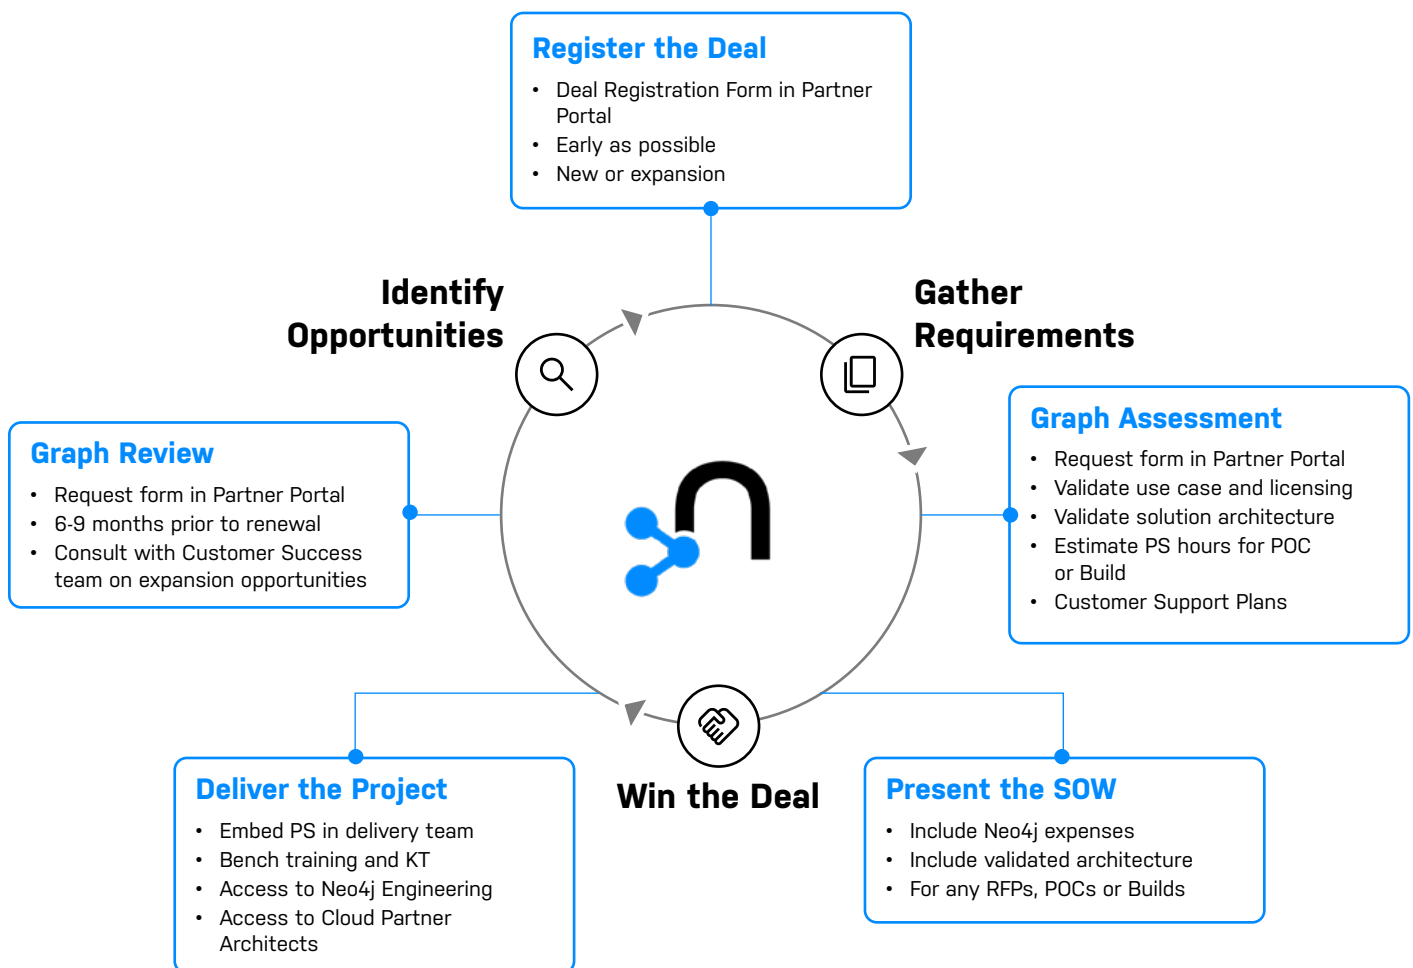 Register the Deal
• Deal Registration Form in Partner
Portal
• Early as possible
• New or expansion
Identify
Opportunities
Gather
Requirements
Graph Assessment
• Request form in Partner Portal
• Validate use case and licensing
• Validate solution architecture
• Estimate PS hours for POC
or Build
• Customer Support Plans
Graph Review
• Request form in Partner Portal
• 6-9 months prior to renewal
• Consult with Customer Success
team on expansion opportunities
Win the Deal
Present the SOW
• Include Neo4j expenses
• Include validated architecture
• For any RFPs, POCs or Builds
Deliver the Project
• Embed PS in delivery team
• Bench training and KT
• Access to Neo4j Engineering
• Access to Cloud Partner
Architects